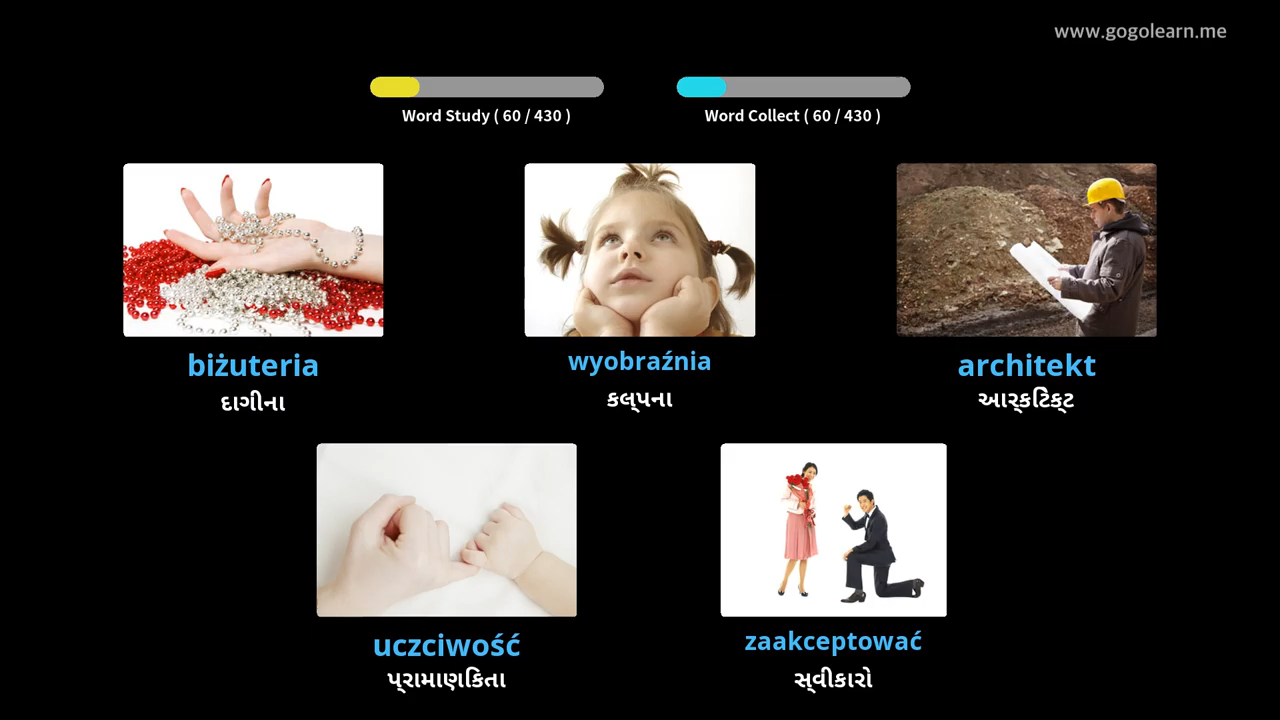 www.gogolearn.me
Word Study ( 60 / 430 )
Word Collect ( 60 / 430 )
biżuteria
દાગીના
wyobraźnia
કલ્પના
architekt
આર્કિટેક્ટ
uczciwość
પ્રામાણિકતા
zaakceptować
સ્વીકારો